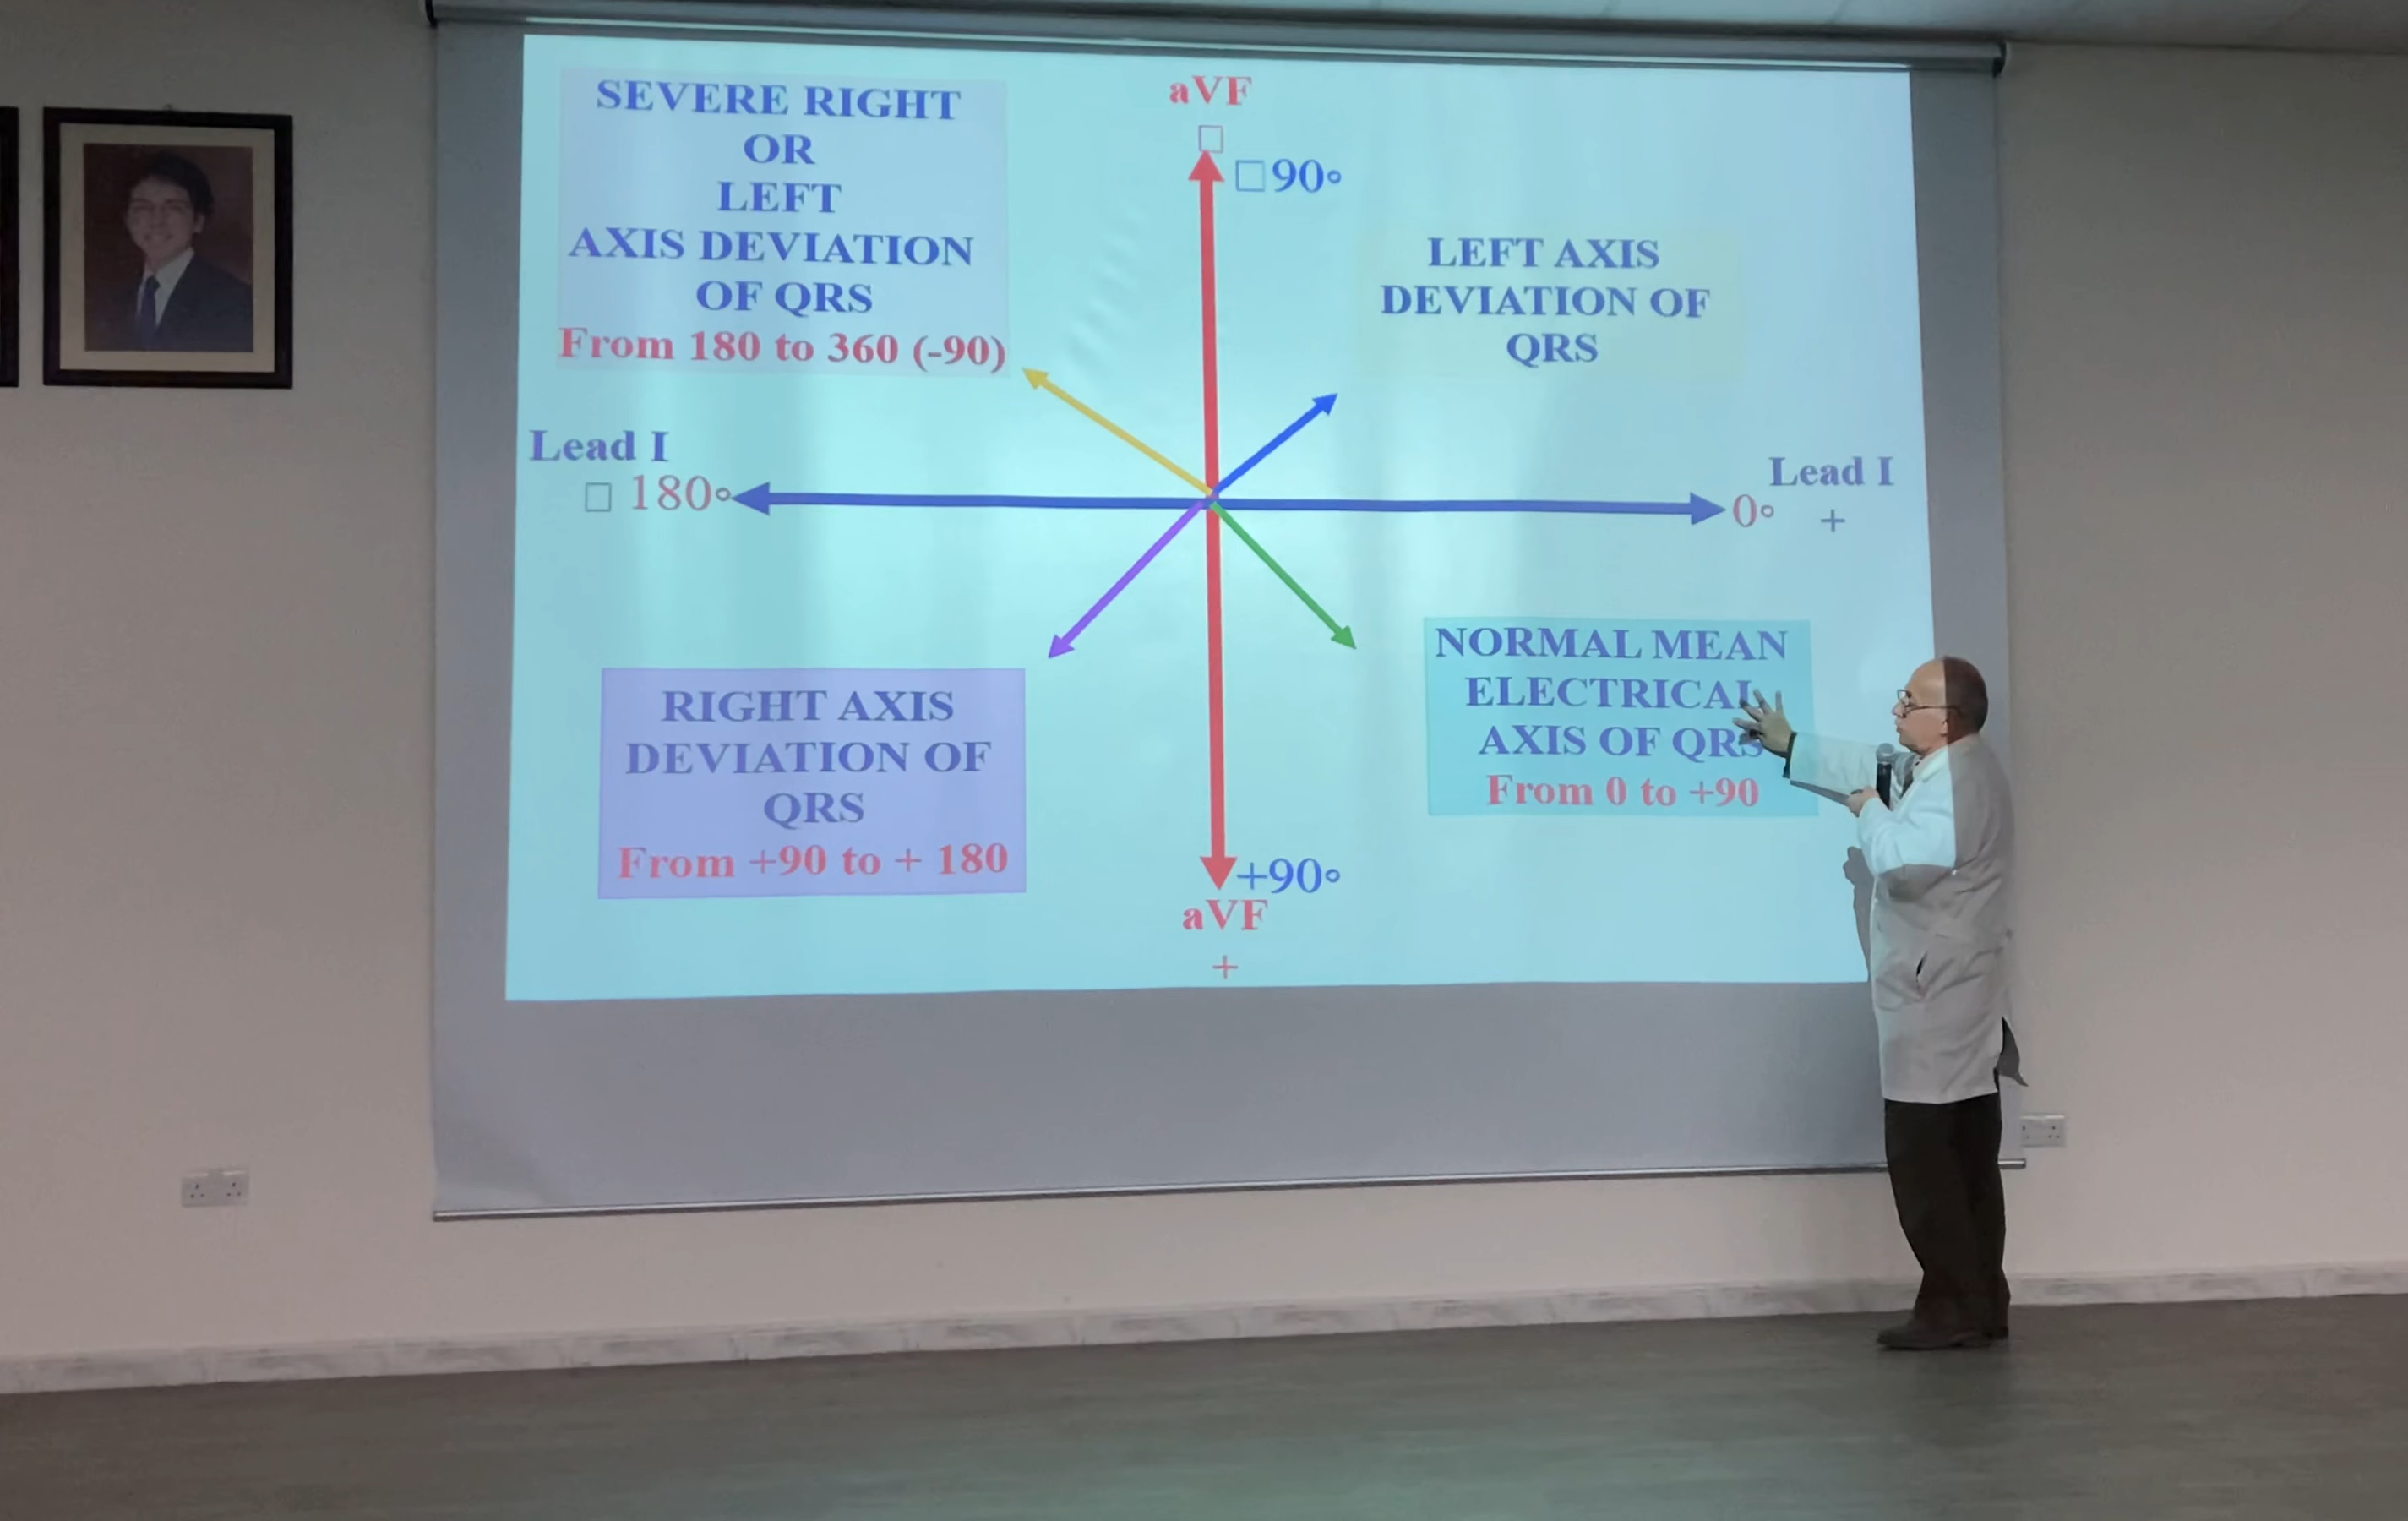 SEVERE RIGHT
OR
LEFT
AXIS DEVIATION
OF QRS
From 180 to 360 (-90)
aVF
□
□90°
LEFT AXIS
DEVIATION OF
QRS
Lead I
□ 180°
Lead I
0° +
RIGHT AXIS
DEVIATION OF
QRS
From +90 to + 180
NORMAL MEAN
ELECTRICAL
AXIS OF QRS
From 0 to +90
+90°
aVF
+